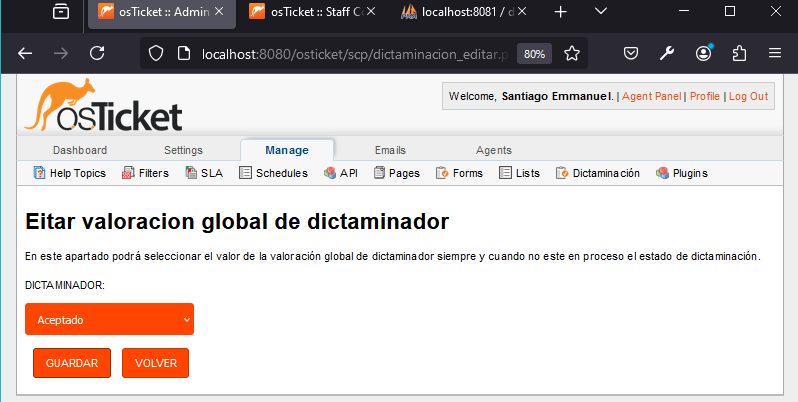 osTicket :: Admin
osTicket :: Staff Co
localhost:8081 / d
localhost:8080/osticket/scp/dictaminacion_editar.p
80%
osTicket
Welcome, Santiago Emmanuel. | Agent Panel | Profile | Log Out
Dashboard Settings Manage Emails Agents
Help Topics Filters SLA Schedules API Pages Forms Lists Dictaminación Plugins
Eitar valoracion global de dictaminador
En este apartado podrá seleccionar el valor de la valoración global de dictaminador siempre y cuando no este en proceso el estado de dictaminación.
DICTAMINADOR:
Aceptado
GUARDAR VOLVER